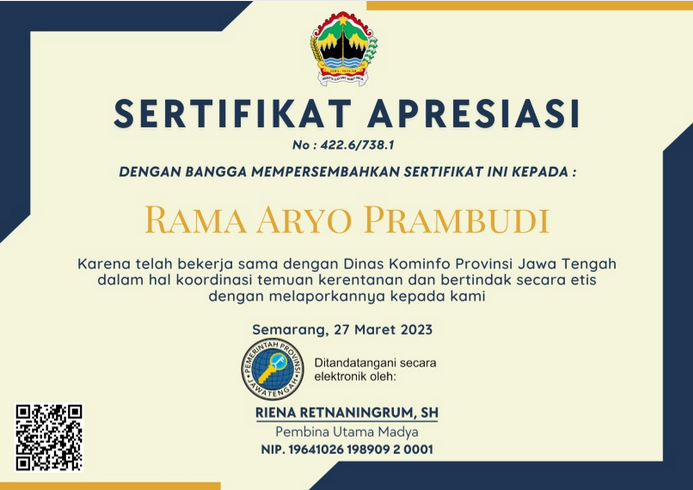 SERTIFIKAT APRESIASI
No : 422.6/738.1
DENGAN BANGGA MEMPERSEMBAHKAN SERTIFIKAT INI KEPADA :
RAMA ARYO PRAMBUDI
Karena telah bekerja sama dengan Dinas Kominfo Provinsi Jawa Tengah
dalam hal koordinasi temuan kerentanan dan bertindak secara etis
dengan melaporkannya kepada kami
Semarang, 27 Maret 2023
PEMERINTAH PROVINSI
JAWA TENGAH
Ditandatangani secara
elektronik oleh:
RIENA RETNANINGRUM, SH
Pembina Utama Madya
NIP. 19641026 198909 2 0001